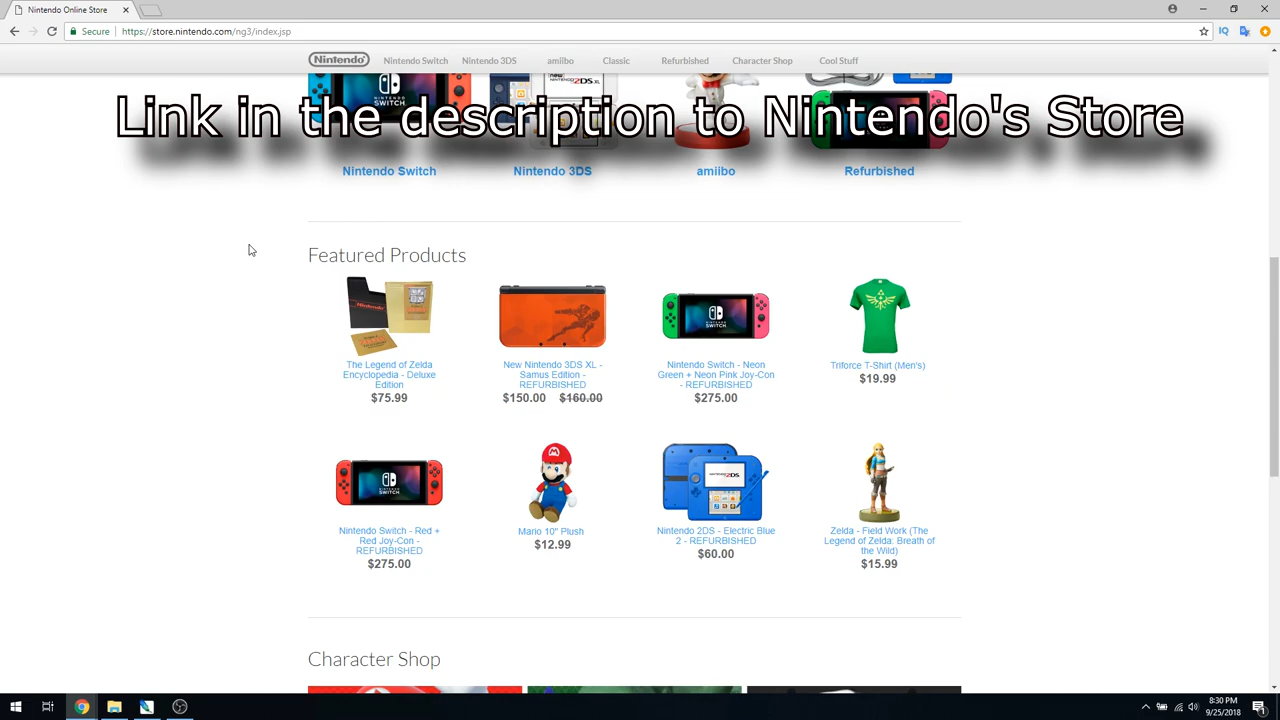 Nintendo Online Store
Secure
https://store.nintendo.com/ng3/index.jsp
IQ
Nintendo
Nintendo Switch
Nintendo 3DS
amiibo
Classic
Refurbished
Character Shop
Cool Stuff
Link in the description to Nintendo's Store
Nintendo Switch
Nintendo 3DS
amiibo
Refurbished
Featured Products
The Legend of Zelda
Encyclopedia - Deluxe
Edition
$75.99
New Nintendo 3DS XL -
Samus Edition -
REFURBISHED
$150.00 $160.00
Nintendo Switch - Neon
Green + Neon Pink Joy-Con
- REFURBISHED
$275.00
Triforce T-Shirt (Men's)
$19.99
Nintendo Switch - Red +
Red Joy-Con -
REFURBISHED
$275.00
Mario 10" Plush
$12.99
Nintendo 2DS - Electric Blue
2 - REFURBISHED
$60.00
Zelda - Field Work (The
Legend of Zelda: Breath of
the Wild)
$15.99
Character Shop
8:30 PM
9/25/2018